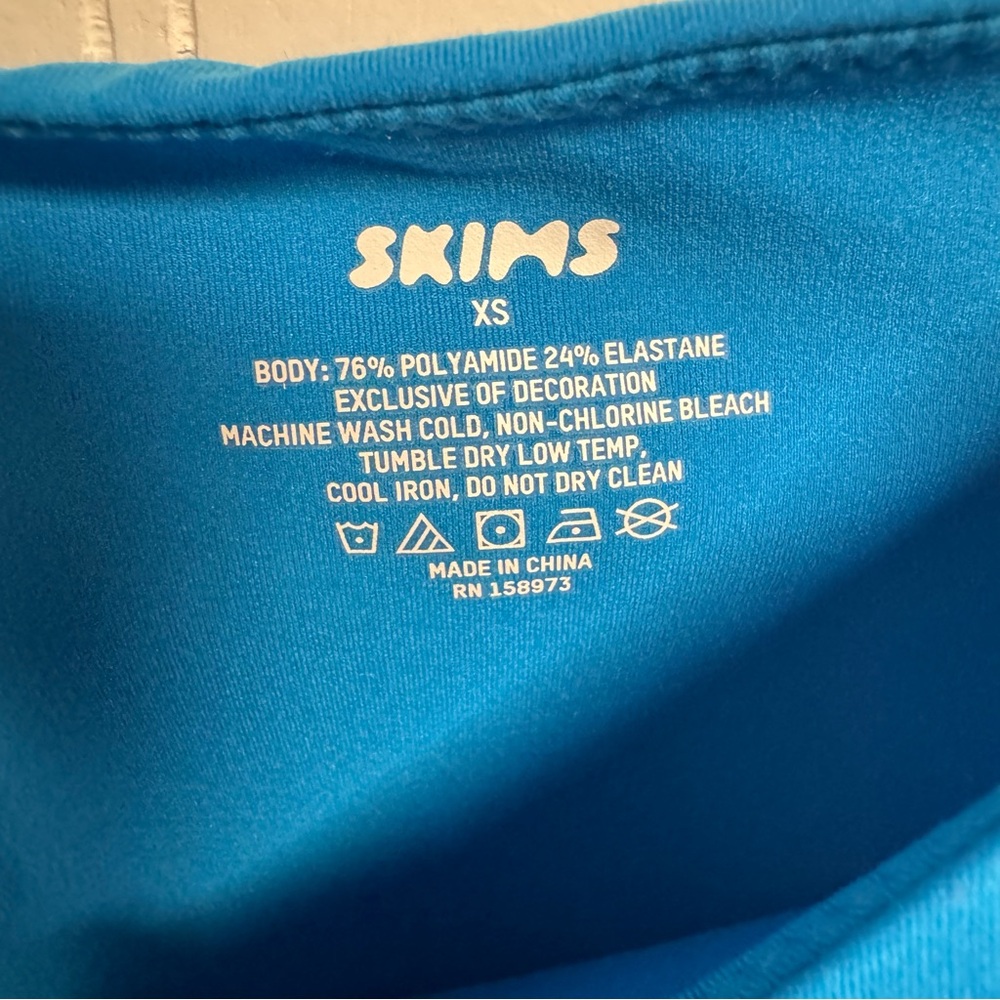 SKIMS
XS
BODY: 76% POLYAMIDE 24% ELASTANE
EXCLUSIVE OF DECORATION
MACHINE WASH COLD, NON-CHLORINE BLEACH
TUMBLE DRY LOW TEMP,
COOL IRON, DO NOT DRY CLEAN
MADE IN CHINA
RN 158973